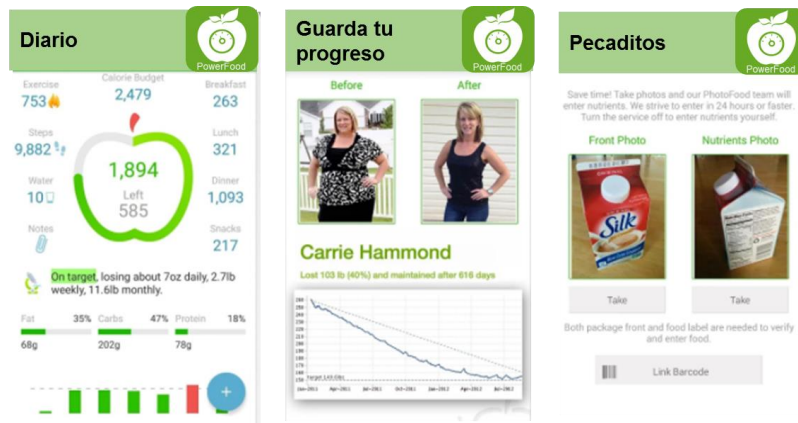 Diario
PowerFood
Exercise
753
Calorie Budget
2,479
Breakfast
263
Steps
9,882
1,894
Left
585
Lunch
321
Water
10
Dinner
1,093
Notes
Snacks
217
On target, losing about 7oz daily, 2.7lb
weekly, 11.6lb monthly.
Fat 35% Carbs 47% Protein 18%
68g 202g 78g
+
Guarda tu
progreso
PowerFood
Before After
Carrie Hammond
Lost 103 lb (40%) and maintained after 616 days
Pecaditos
PowerFood
Save time! Take photos and our PhotoFood team will
enter nutrients. We strive to enter in 24 hours or faster.
Turn the service off to enter nutrients yourself.
Front Photo Nutrients Photo
ORIGINAL
Silk
Take Take
Both package front and food label are needed to verify
and enter food.
Link Barcode